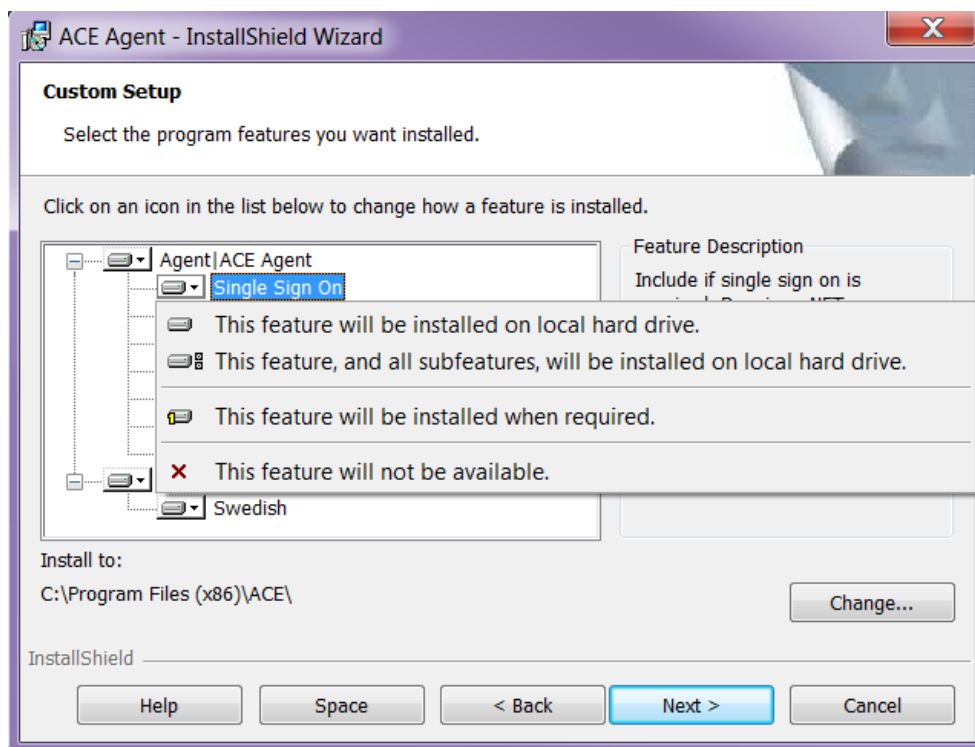 ACE Agent - InstallShield Wizard
Custom Setup
Select the program features you want installed.
Click on an icon in the list below to change how a feature is installed.
Agent|ACE Agent
Single Sign On
Feature Description
Include if single sign on is
This feature will be installed on local hard drive.
This feature, and all subfeatures, will be installed on local hard drive.
This feature will be installed when required.
This feature will not be available.
Swedish
Install to:
C:\Program Files (x86)\ACE\
Change...
InstallShield
Help
Space
< Back
Next >
Cancel